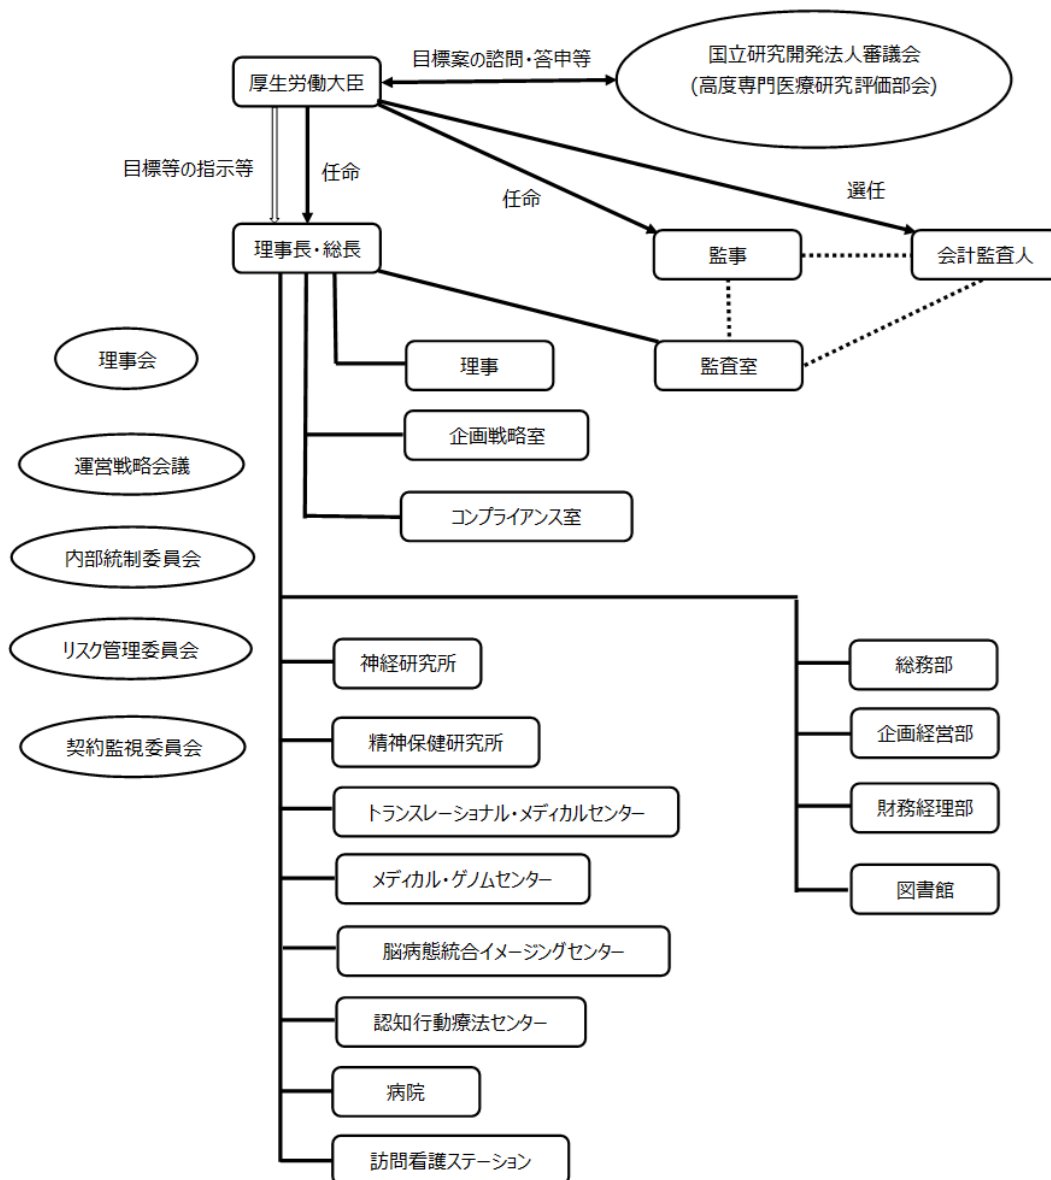 目標案の諮問・答申等
国立研究開発法人審議会
(高度専門医療研究評価部会)
厚生労働大臣
目標等の指示等
任命
任命
選任
理事長・総長
監事
会計監査人
理事会
理事
監査室
企画戦略室
運営戦略会議
コンプライアンス室
内部統制委員会
リスク管理委員会
神経研究所
総務部
契約監視委員会
精神保健研究所
企画経営部
トランスレーショナル・メディカルセンター
財務経理部
メディカル・ゲノムセンター
図書館
脳病態統合イメージングセンター
認知行動療法センター
病院
訪問看護ステーション